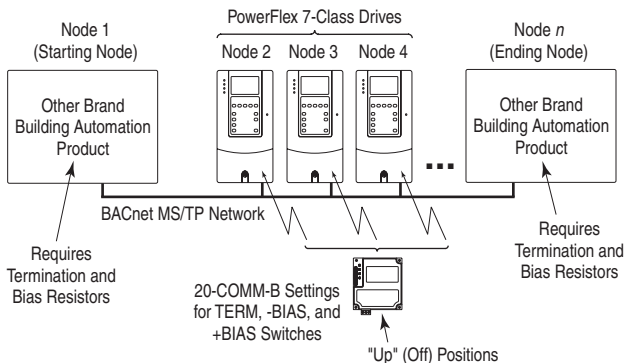 PowerFlex 7-Class Drives
Node 1
(Starting Node)
Node 2
Node 3
Node 4
Node n
(Ending Node)
Other Brand
Building Automation
Product
Other Brand
Building Automation
Product
BACnet MS/TP Network
Requires
Termination and
Bias Resistors
Requires
Termination and
Bias Resistors
20-COMM-B Settings
for TERM, -BIAS, and
+BIAS Switches
"Up" (Off) Positions